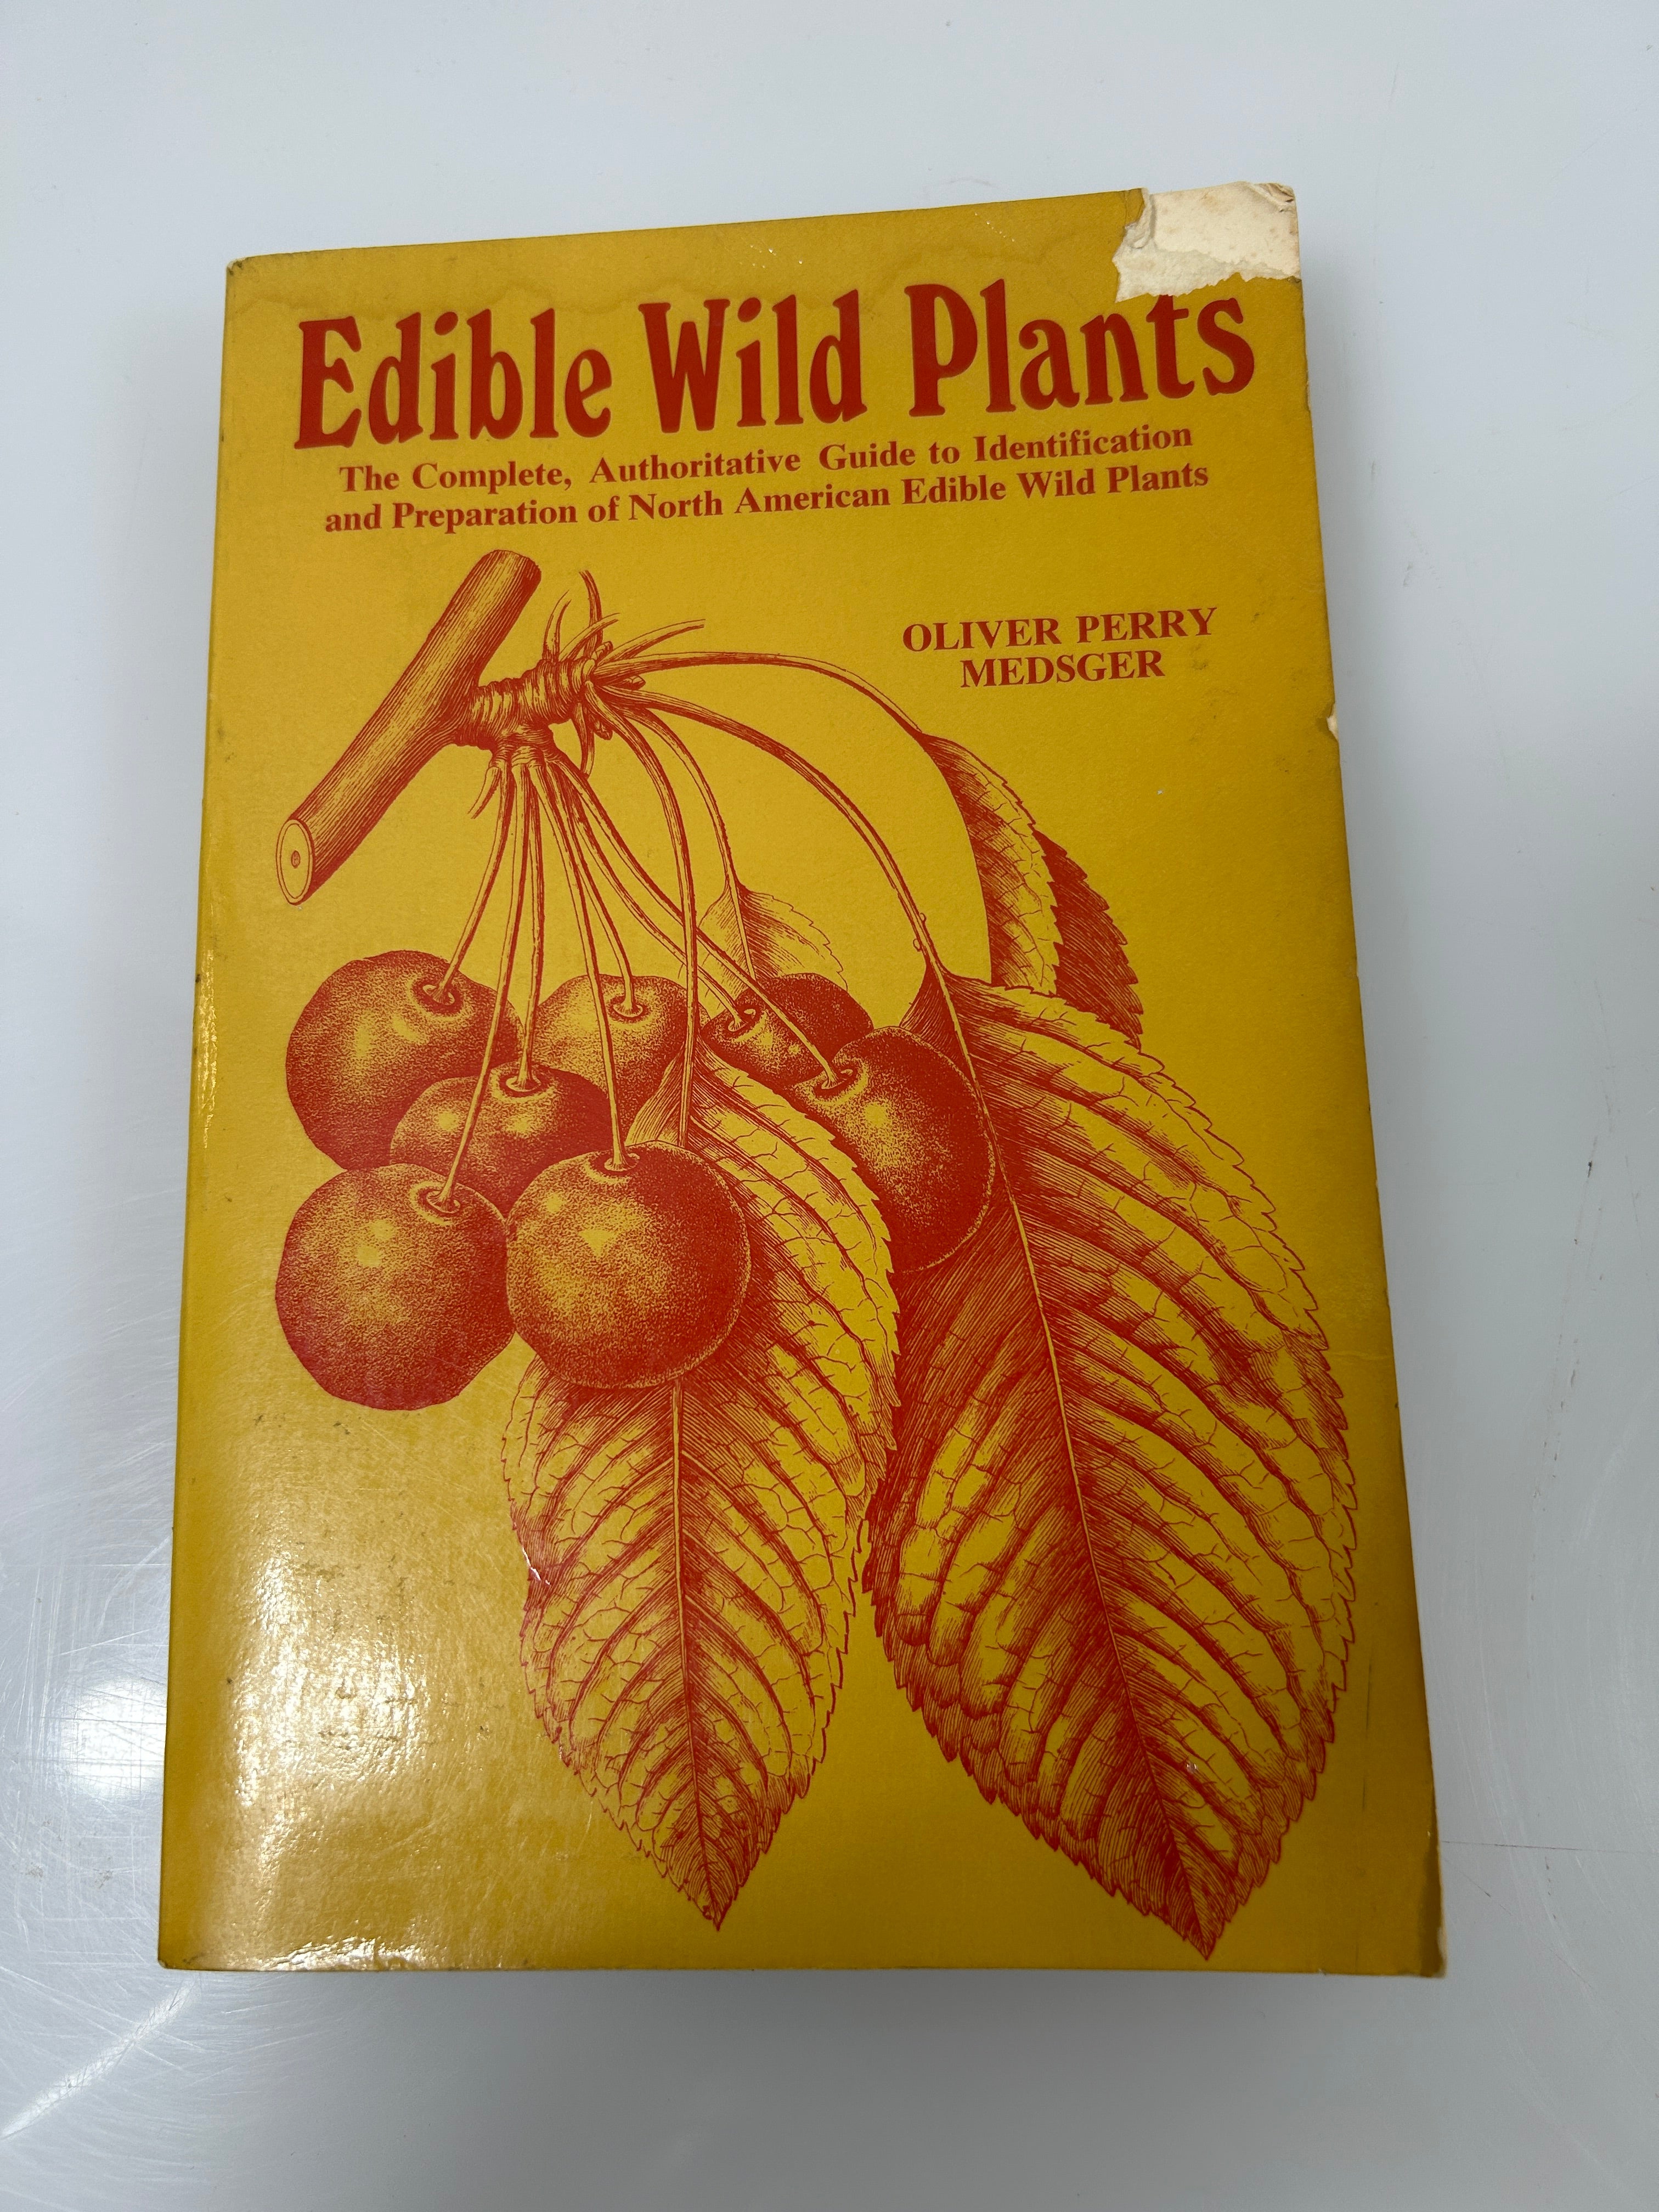 Edible Wild Plants
The Complete, Authoritative Guide to Identification
and Preparation of North American Edible Wild Plants
OLIVER PERRY
MEDSGER